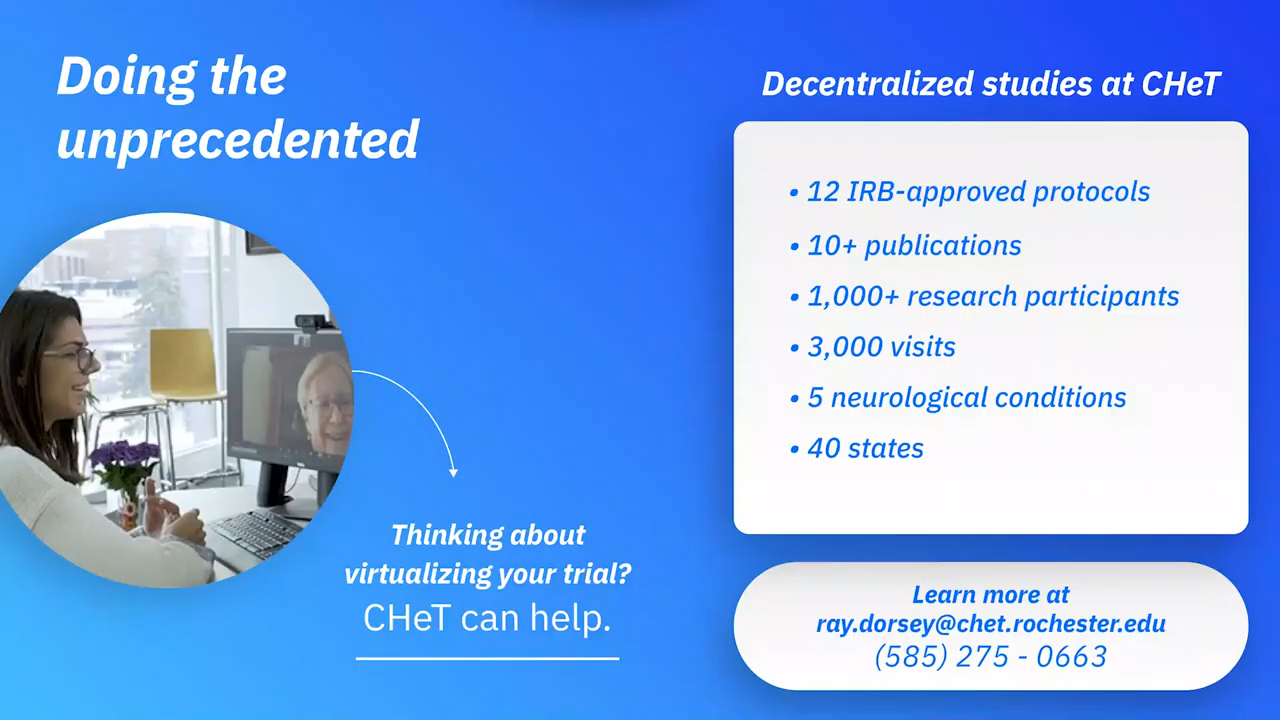 Doing the
unprecedented
Thinking about
virtualizing your trial?
CHeT can help.
Decentralized studies at CHeT
• 12 IRB-approved protocols
• 10+ publications
• 1,000+ research participants
• 3,000 visits
• 5 neurological conditions
• 40 states
Learn more at
ray.dorsey@chet.rochester.edu
(585) 275 - 0663